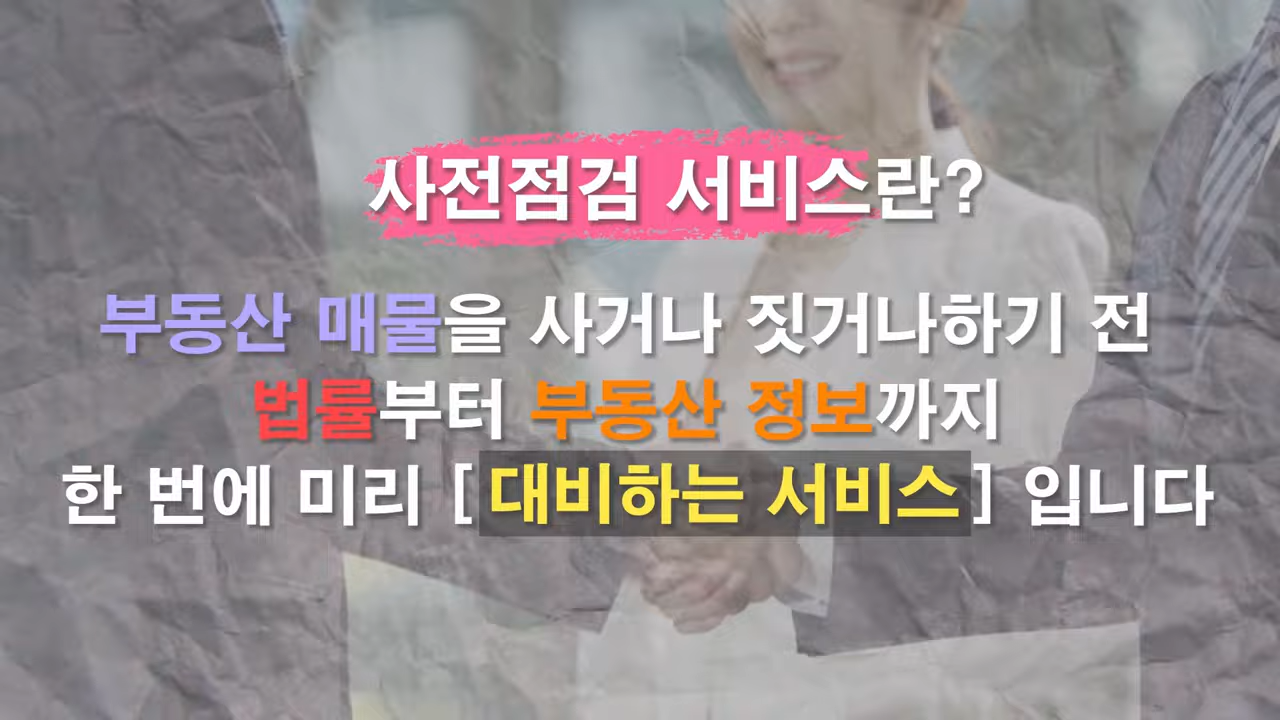 사전점검 서비스란?
부동산 매물을 사거나 짓거나하기 전
법률부터 부동산 정보까지
한 번에 미리 [대비하는 서비스] 입니다